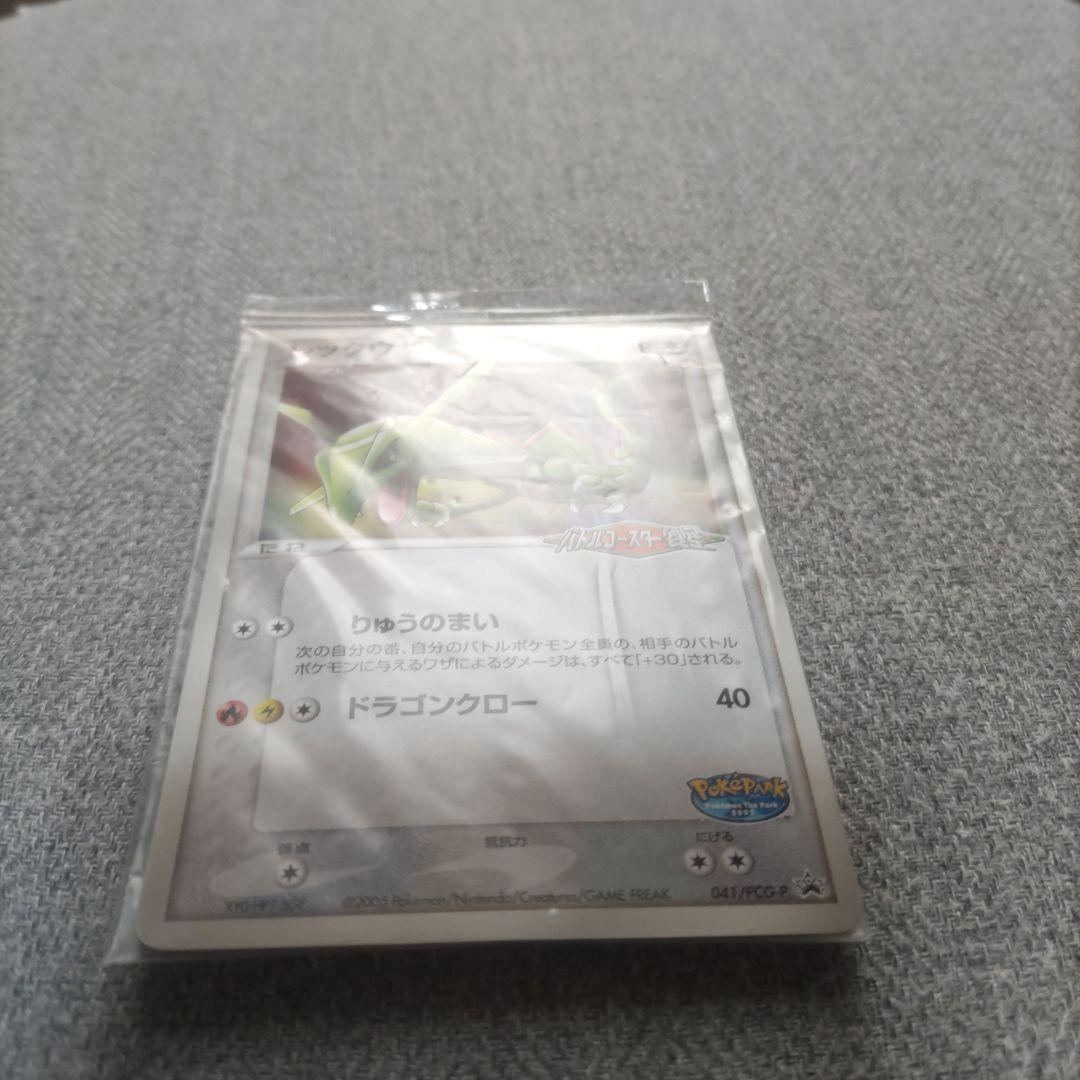 たね
バトルコースター裂空
りゅうのまい
次の自分の番、自分のバトルポケモン全員の、相手のバトル
ポケモンに与えるワザによるダメージは、すべて「+30」される。
ドラゴンクロー 40
PokéPARK
Pokémon The Park
2005
弱点 抵抗力 にげる
©2005 Pokémon/Nintendo/Creatures/GAME FREAK 041/PCG-P